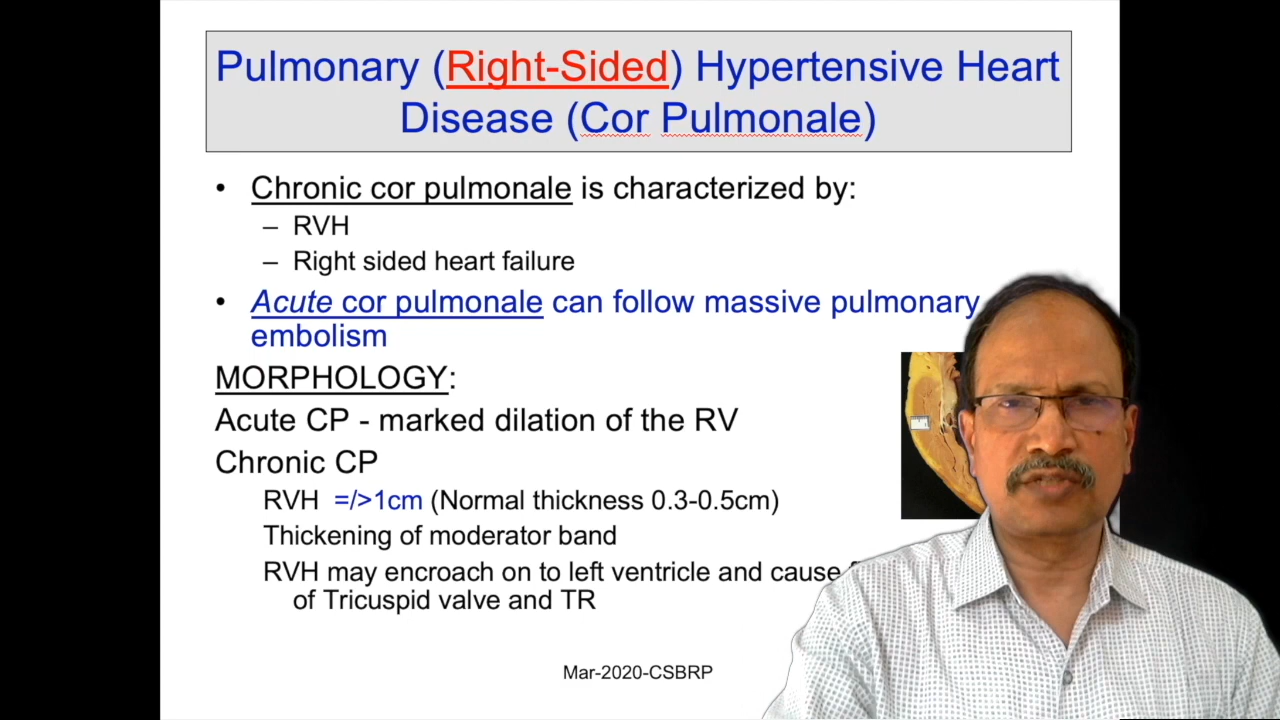 Pulmonary (Right-Sided) Hypertensive Heart
Disease (Cor Pulmonale)
• Chronic cor pulmonale is characterized by:
– RVH
– Right sided heart failure
• Acute cor pulmonale can follow massive pulmonary
embolism
MORPHOLOGY:
Acute CP - marked dilation of the RV
Chronic CP
RVH =/>1cm (Normal thickness 0.3-0.5cm)
Thickening of moderator band
RVH may encroach on to left ventricle and cause
of Tricuspid valve and TR
Mar-2020-CSBRP